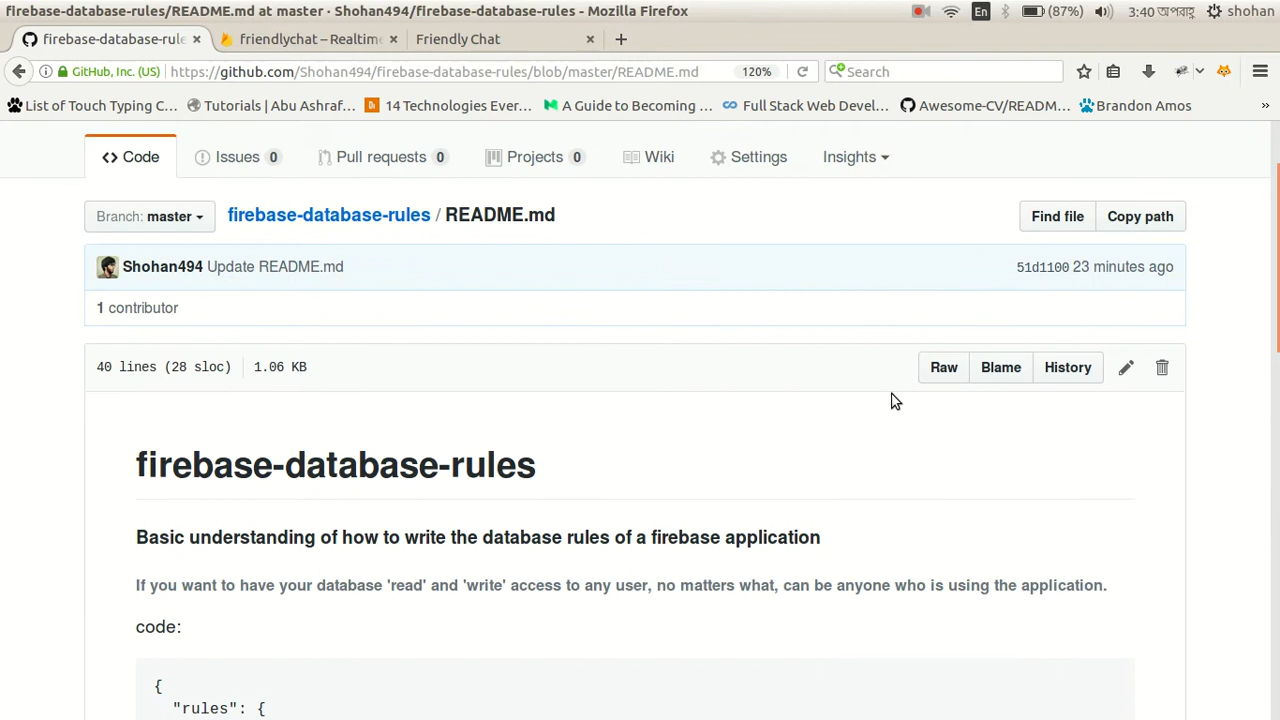 firebase-database-rules/README.md at master · Shohan494/firebase-database-rules - Mozilla Firefox
En
(87%)
3:40 অপরাহ্ণ
shohan
firebase-database-rule
friendlychat – Realtime
Friendly Chat
GitHub, Inc. (US)
https://github.com/Shohan494/firebase-database-rules/blob/master/README.md
120%
Search
List of Touch Typing C...
Tutorials | Abu Ashraf...
14 Technologies Ever...
A Guide to Becoming ...
Full Stack Web Devel...
Awesome-CV/READM...
Brandon Amos
»
<> Code
Issues 0
Pull requests 0
Projects 0
Wiki
Settings
Insights
Branch: master
firebase-database-rules / README.md
Find file
Copy path
Shohan494 Update README.md
51d1100 23 minutes ago
1 contributor
40 lines (28 sloc)
1.06 KB
Raw
Blame
History
firebase-database-rules
Basic understanding of how to write the database rules of a firebase application
If you want to have your database 'read' and 'write' access to any user, no matters what, can be anyone who is using the application.
code:
{
"rules": {